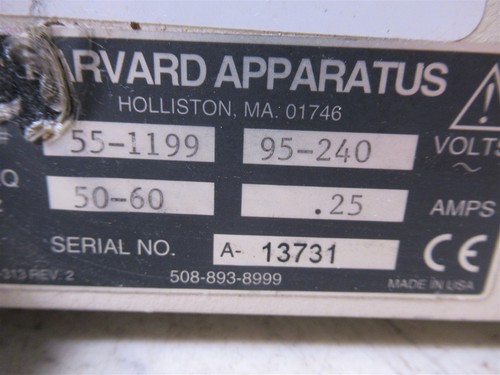 ARVARD APPARATUS
HOLLISTON, MA. 01746
55-1199 95-240 VOLTS
50-60 .25 AMPS
SERIAL NO. A- 13731 CE
-313 REV. 2 508-893-8999 MADE IN USA